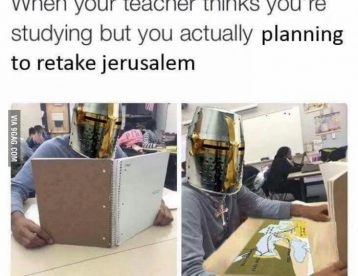 When your teacher thinks you're
studying but you actually planning
to retake jerusalem
VIA 9GAG.COM